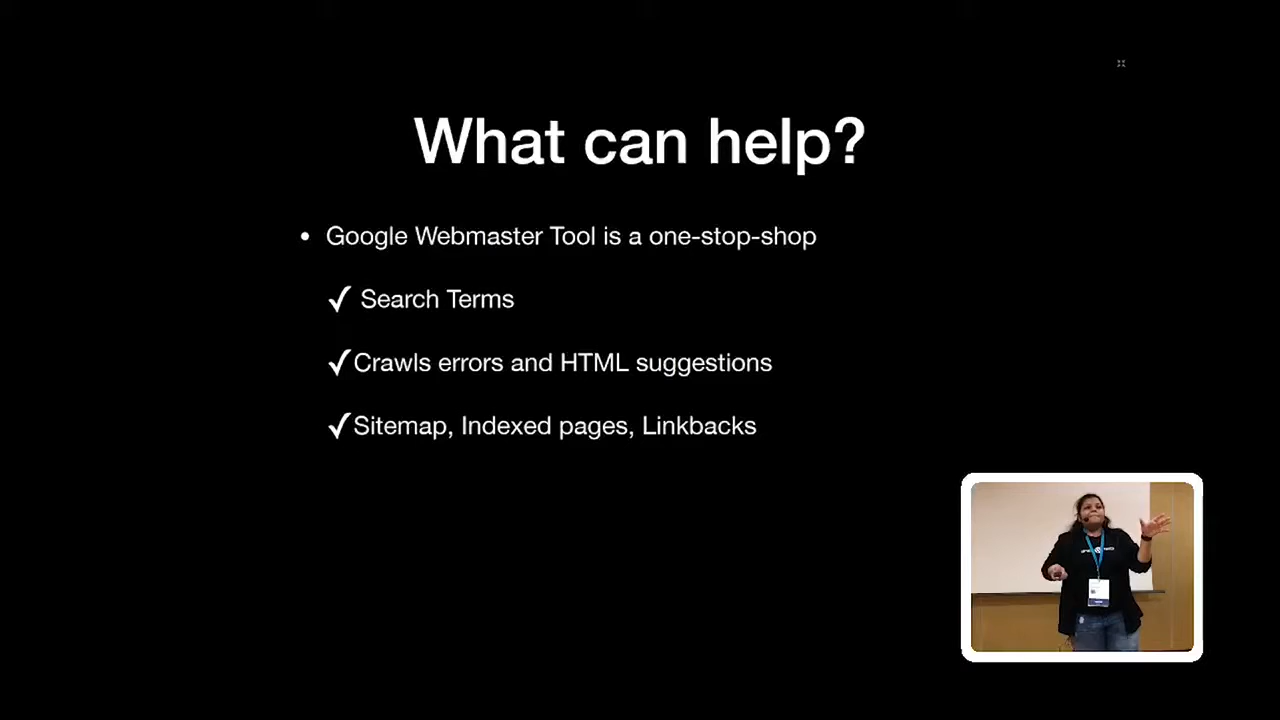 What can help?
• Google Webmaster Tool is a one-stop-shop
✓ Search Terms
✓Crawls errors and HTML suggestions
✓Sitemap, Indexed pages, Linkbacks